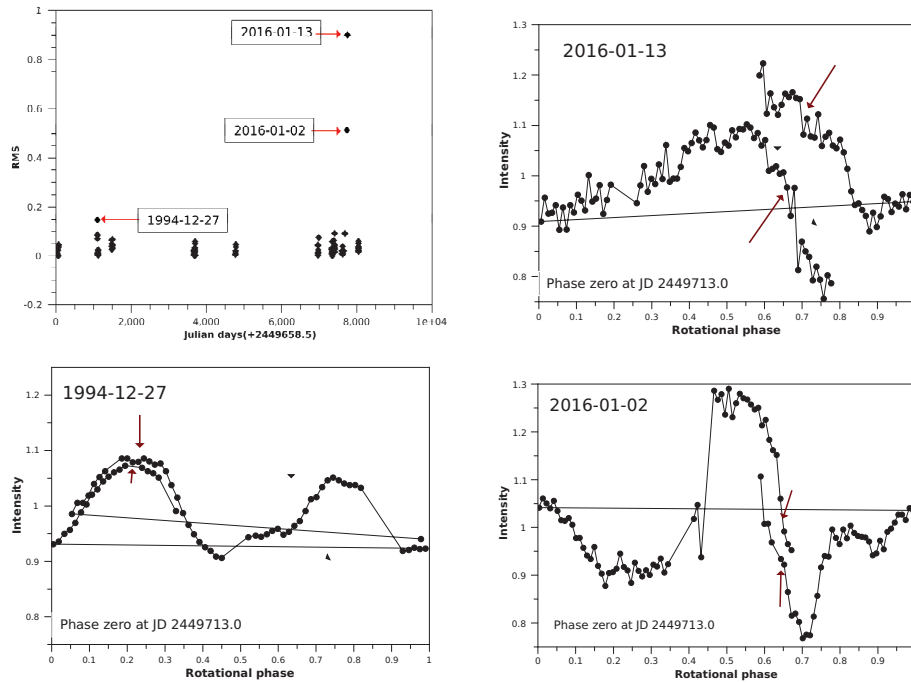 1
0.8
0.6
0.4
0.2
0
-0.2
RMS
2016-01-13
2016-01-02
1994-12-27
0 2,000 4,000 6,000 8,000 1e+04
Julian days(+2449658.5)
1.3
1.2
1.1
1
0.9
0.8
Intensity
2016-01-13
Phase zero at JD 2449713.0
0 0.1 0.2 0.3 0.4 0.5 0.6 0.7 0.8 0.9
Rotational phase
1.2
1.1
1
0.9
0.8
Intensity
1994-12-27
Phase zero at JD 2449713.0
0 0.1 0.2 0.3 0.4 0.5 0.6 0.7 0.8 0.9 1
Rotational phase
1.3
1.2
1.1
1
0.9
0.8
Intensity
2016-01-02
Phase zero at JD 2449713.0
0 0.1 0.2 0.3 0.4 0.5 0.6 0.7 0.8 0.9
Rotational phase